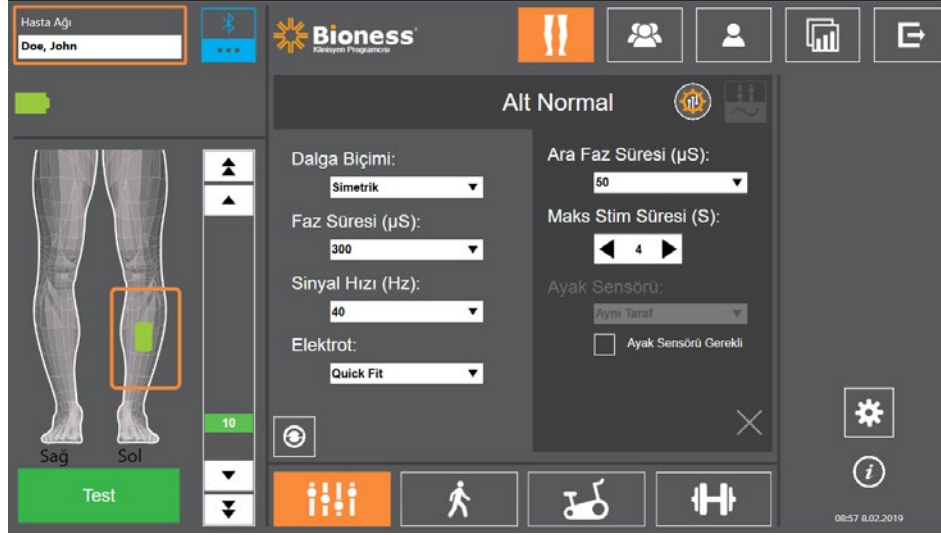 Hasta Ağı
Doe, John
Bioness
Klinisyen Programcısı
Alt Normal
Dalga Biçimi:
Simetrik
Faz Süresi (µS):
300
Sinyal Hızı (Hz):
40
Elektrot:
Quick Fit
Ara Faz Süresi (µS):
50
Maks Stim Süresi (S):
4
Ayak Sensörü:
Aynı Taraf
Ayak Sensörü Gerekli
10
Sağ Sol
Test
i
08:57 8.02.2019